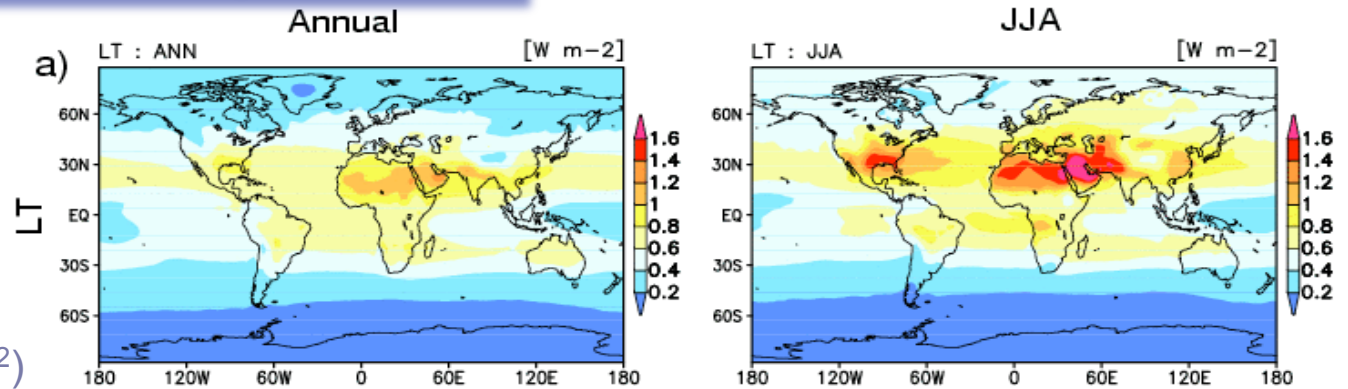 Annual
LT : ANN [W m-2]
a)
LT
60N
30N
EQ
30S
60S
180 120W 60W 0 60E 120E 180
1.6
1.4
1.2
1
0.8
0.6
0.4
0.2
JJA
LT : JJA [W m-2]
60N
30N
EQ
30S
60S
180 120W 60W 0 60E 120E 180
1.6
1.4
1.2
1
0.8
0.6
0.4
0.2
2)